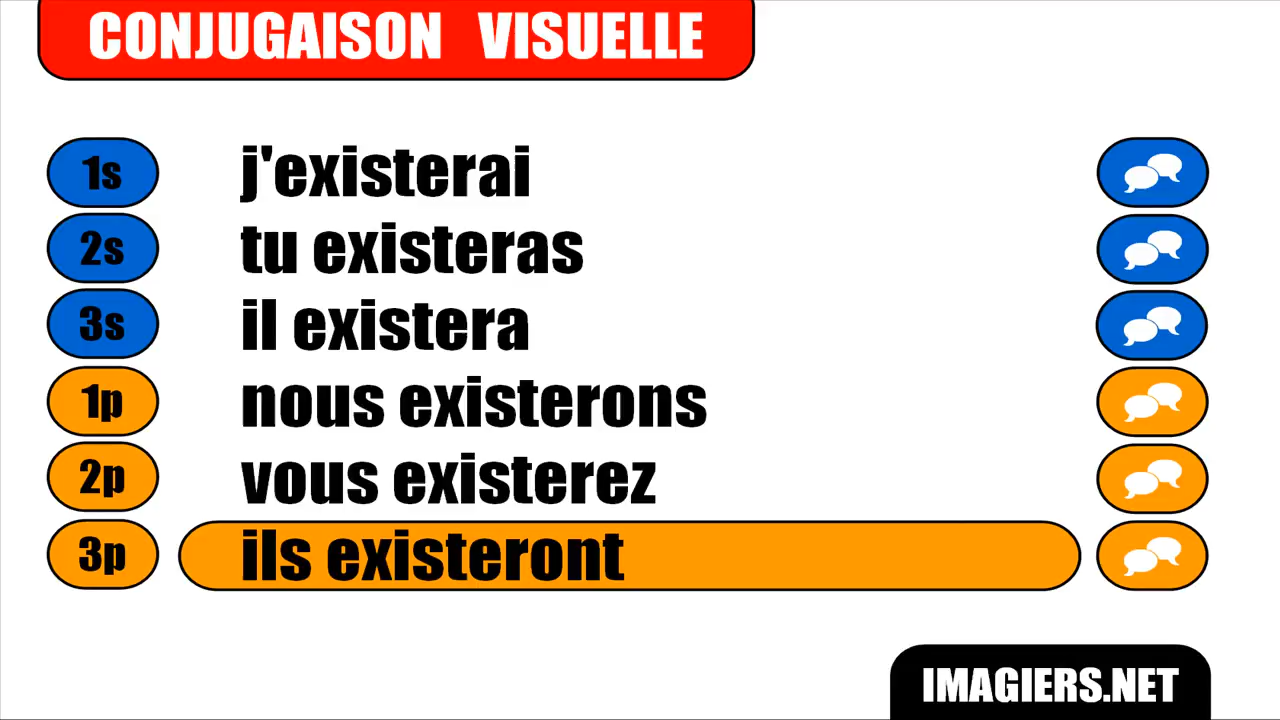 CONJUGAISON VISUELLE
1s j'existerai
2s tu existeras
3s il existera
1p nous existerons
2p vous existerez
3p ils existeront
IMAGIERS.NET